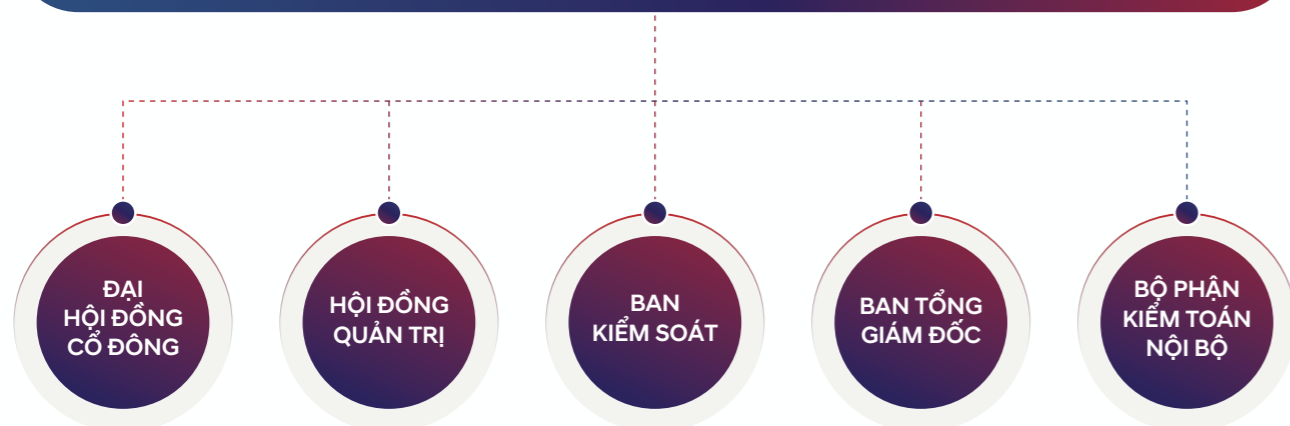 ĐẠI
HỘI ĐỒNG
CỔ ĐÔNG
HỘI ĐỒNG
QUẢN TRỊ
BAN
KIỂM SOÁT
BAN TỔNG
GIÁM ĐỐC
BỘ PHẬN
KIỂM TOÁN
NỘI BỘ